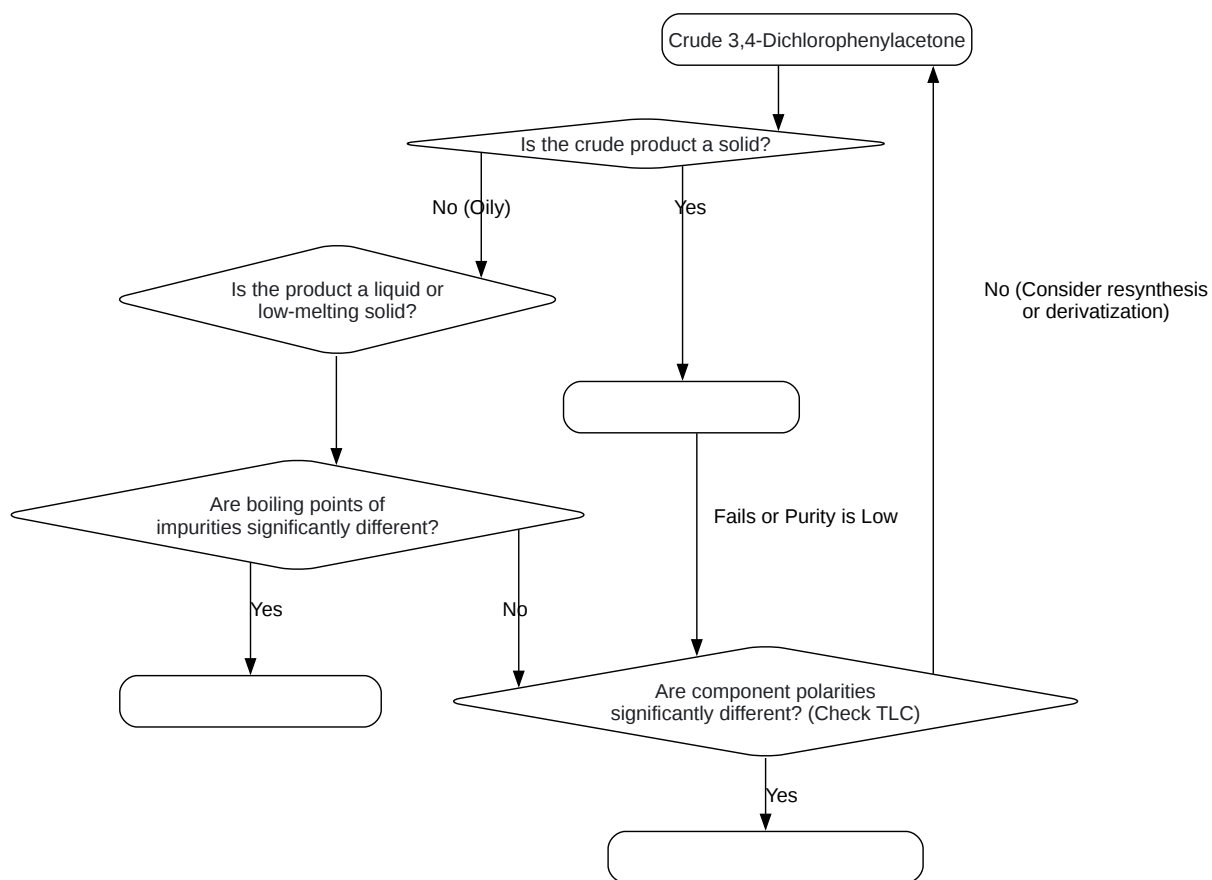 Crude 3,4-Dichlorophenylacetone
Is the crude product a solid?
No (Oily)
Yes
Is the product a liquid or
low-melting solid?
No (Consider resynthesis
or derivatization)
Are boiling points of
impurities significantly different?
Fails or Purity is Low
Yes
No
Are component polarities
significantly different? (Check TLC)
Yes